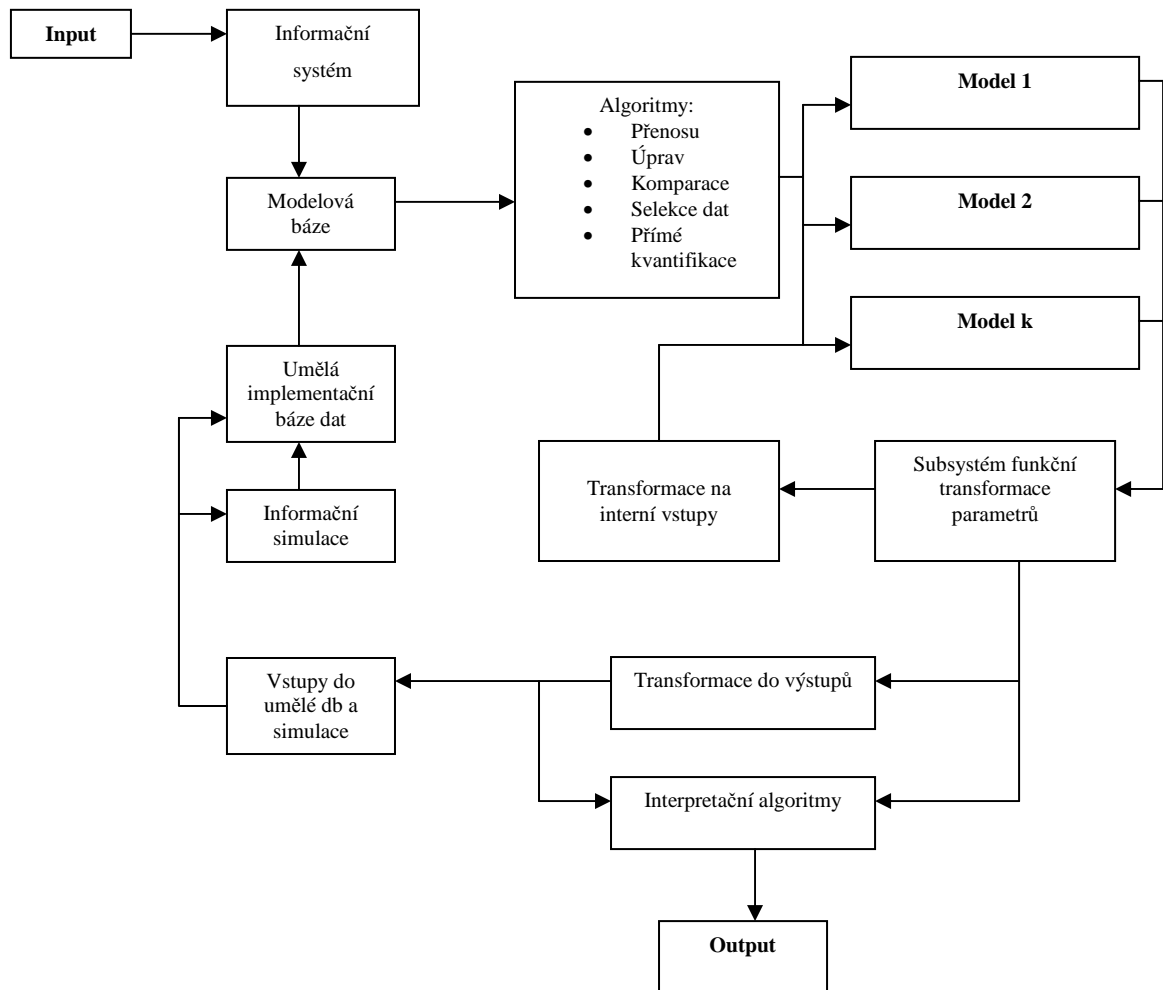 Input
Informační
systém
Algoritmy:
• Přenosu
• Úprav
• Komparace
• Selekce dat
• Přímé
kvantifikace
Model 1
Modelová
báze
Model 2
Model k
Umělá
implementační
báze dat
Informační
simulace
Transformace na
interní vstupy
Subsystém funkční
transformace
parametrů
Vstupy do
umělé db a
simulace
Transformace do výstupů
Interpretační algoritmy
Output